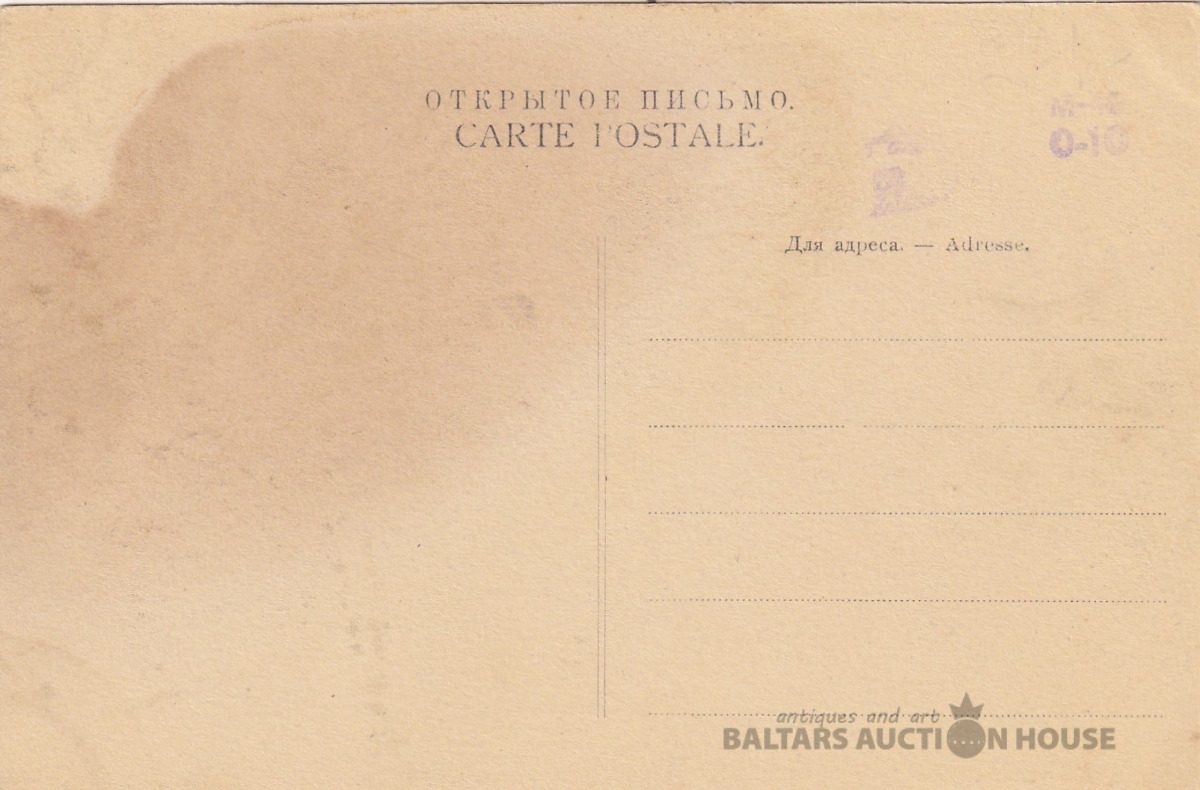 ОТКРЫТОЕ ПИСЬМО.
CARTE POSTALE.
0-10
Для адреса. — Adresse.
antiques and art
BALTARS AUCTION HOUSE